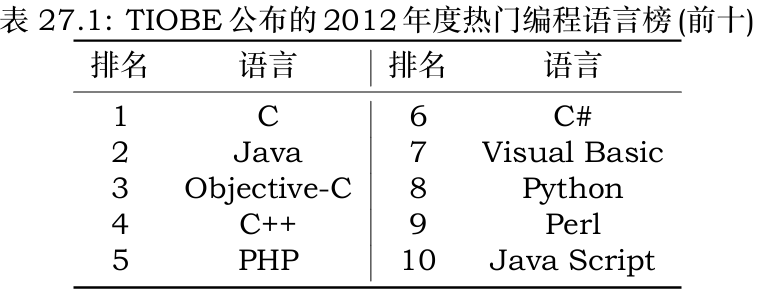 表 27.1: TIOBE 公布的 2012 年度热门编程语言榜 (前十)
排名 语言 排名 语言
1 C 6 C#
2 Java 7 Visual Basic
3 Objective-C 8 Python
4 C++ 9 Perl
5 PHP 10 Java Script